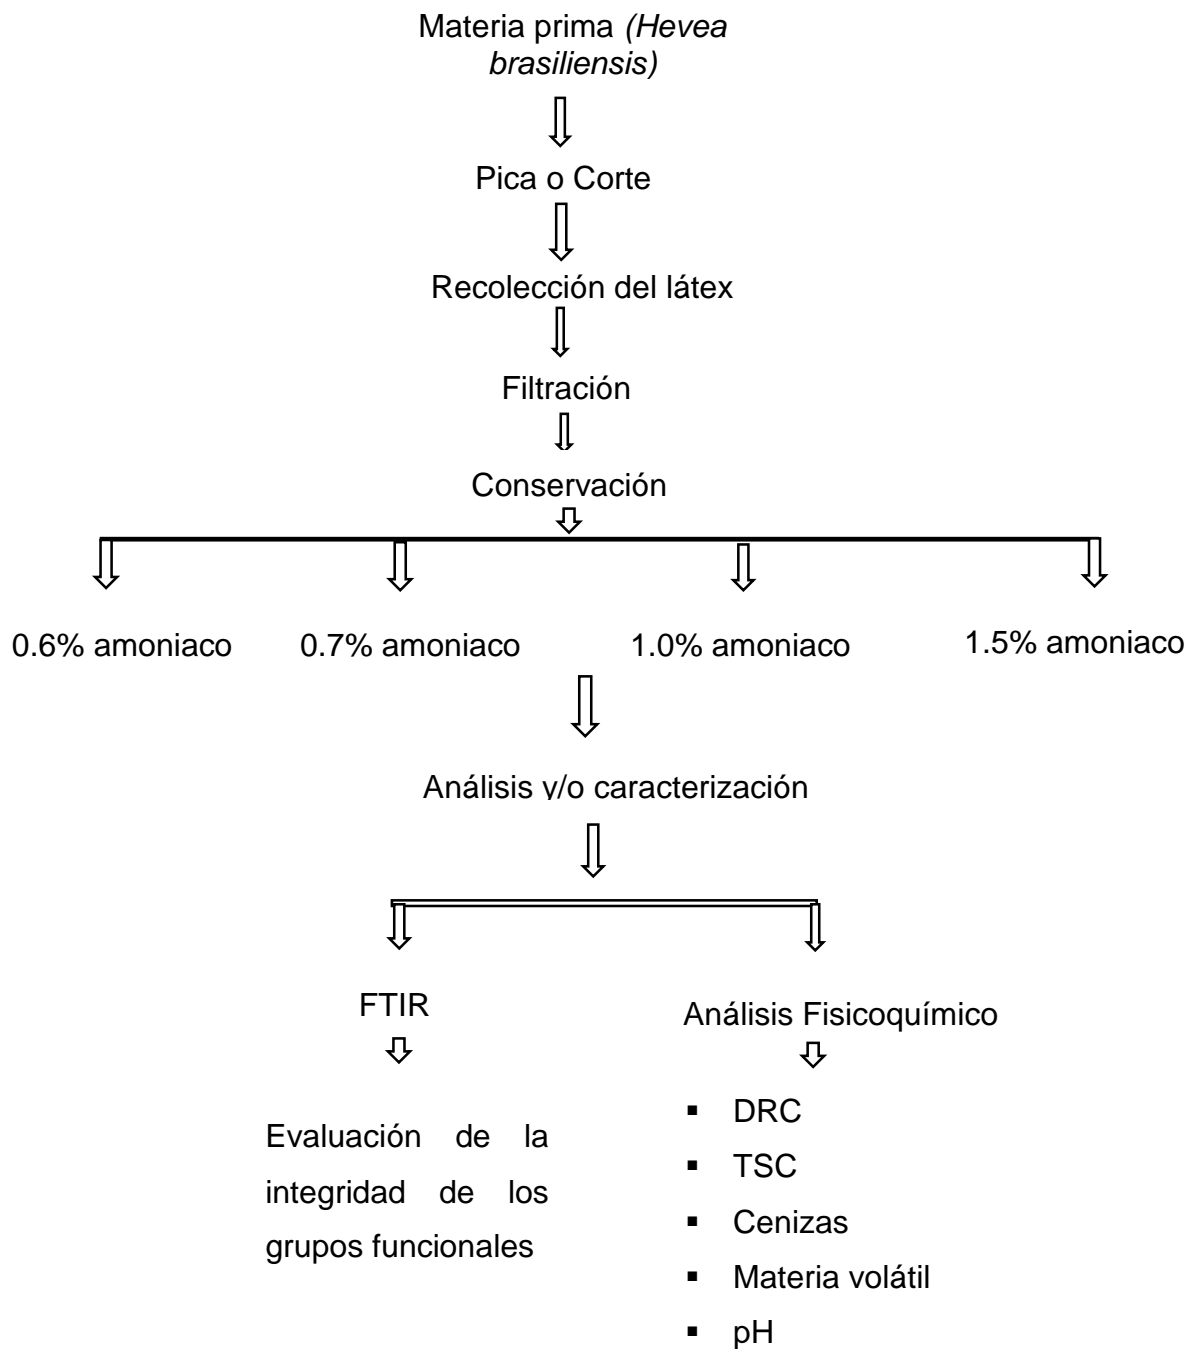 Materia prima (Hevea
brasiliensis)
Pica o Corte
Recolección del látex
Filtración
Conservación
0.6% amoniaco
0.7% amoniaco
1.0% amoniaco
1.5% amoniaco
Análisis y/o caracterización
FTIR
Evaluación de la
integridad de los
grupos funcionales
Análisis Fisicoquímico
▪ DRC
▪ TSC
▪ Cenizas
▪ Materia volátil
▪ pH